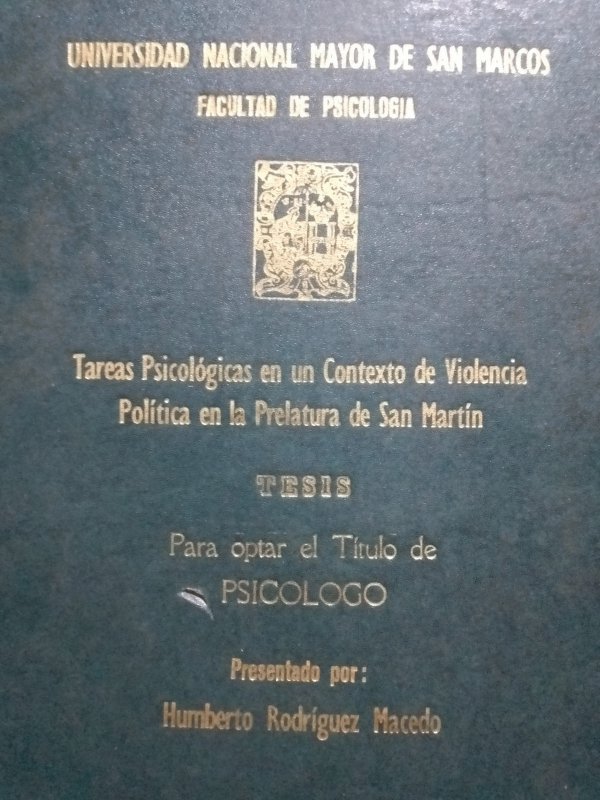 UNIVERSIDAD NACIONAL MAYOR DE SAN MARCOS
FACULTAD DE PSICOLOGIA
Tareas Psicológicas en un Contexto de Violencia
Política en la Prelatura de San Martín
TESIS
Para optar el Título de
PSICOLOGO
Presentado por:
Humberto Rodríguez Macedo